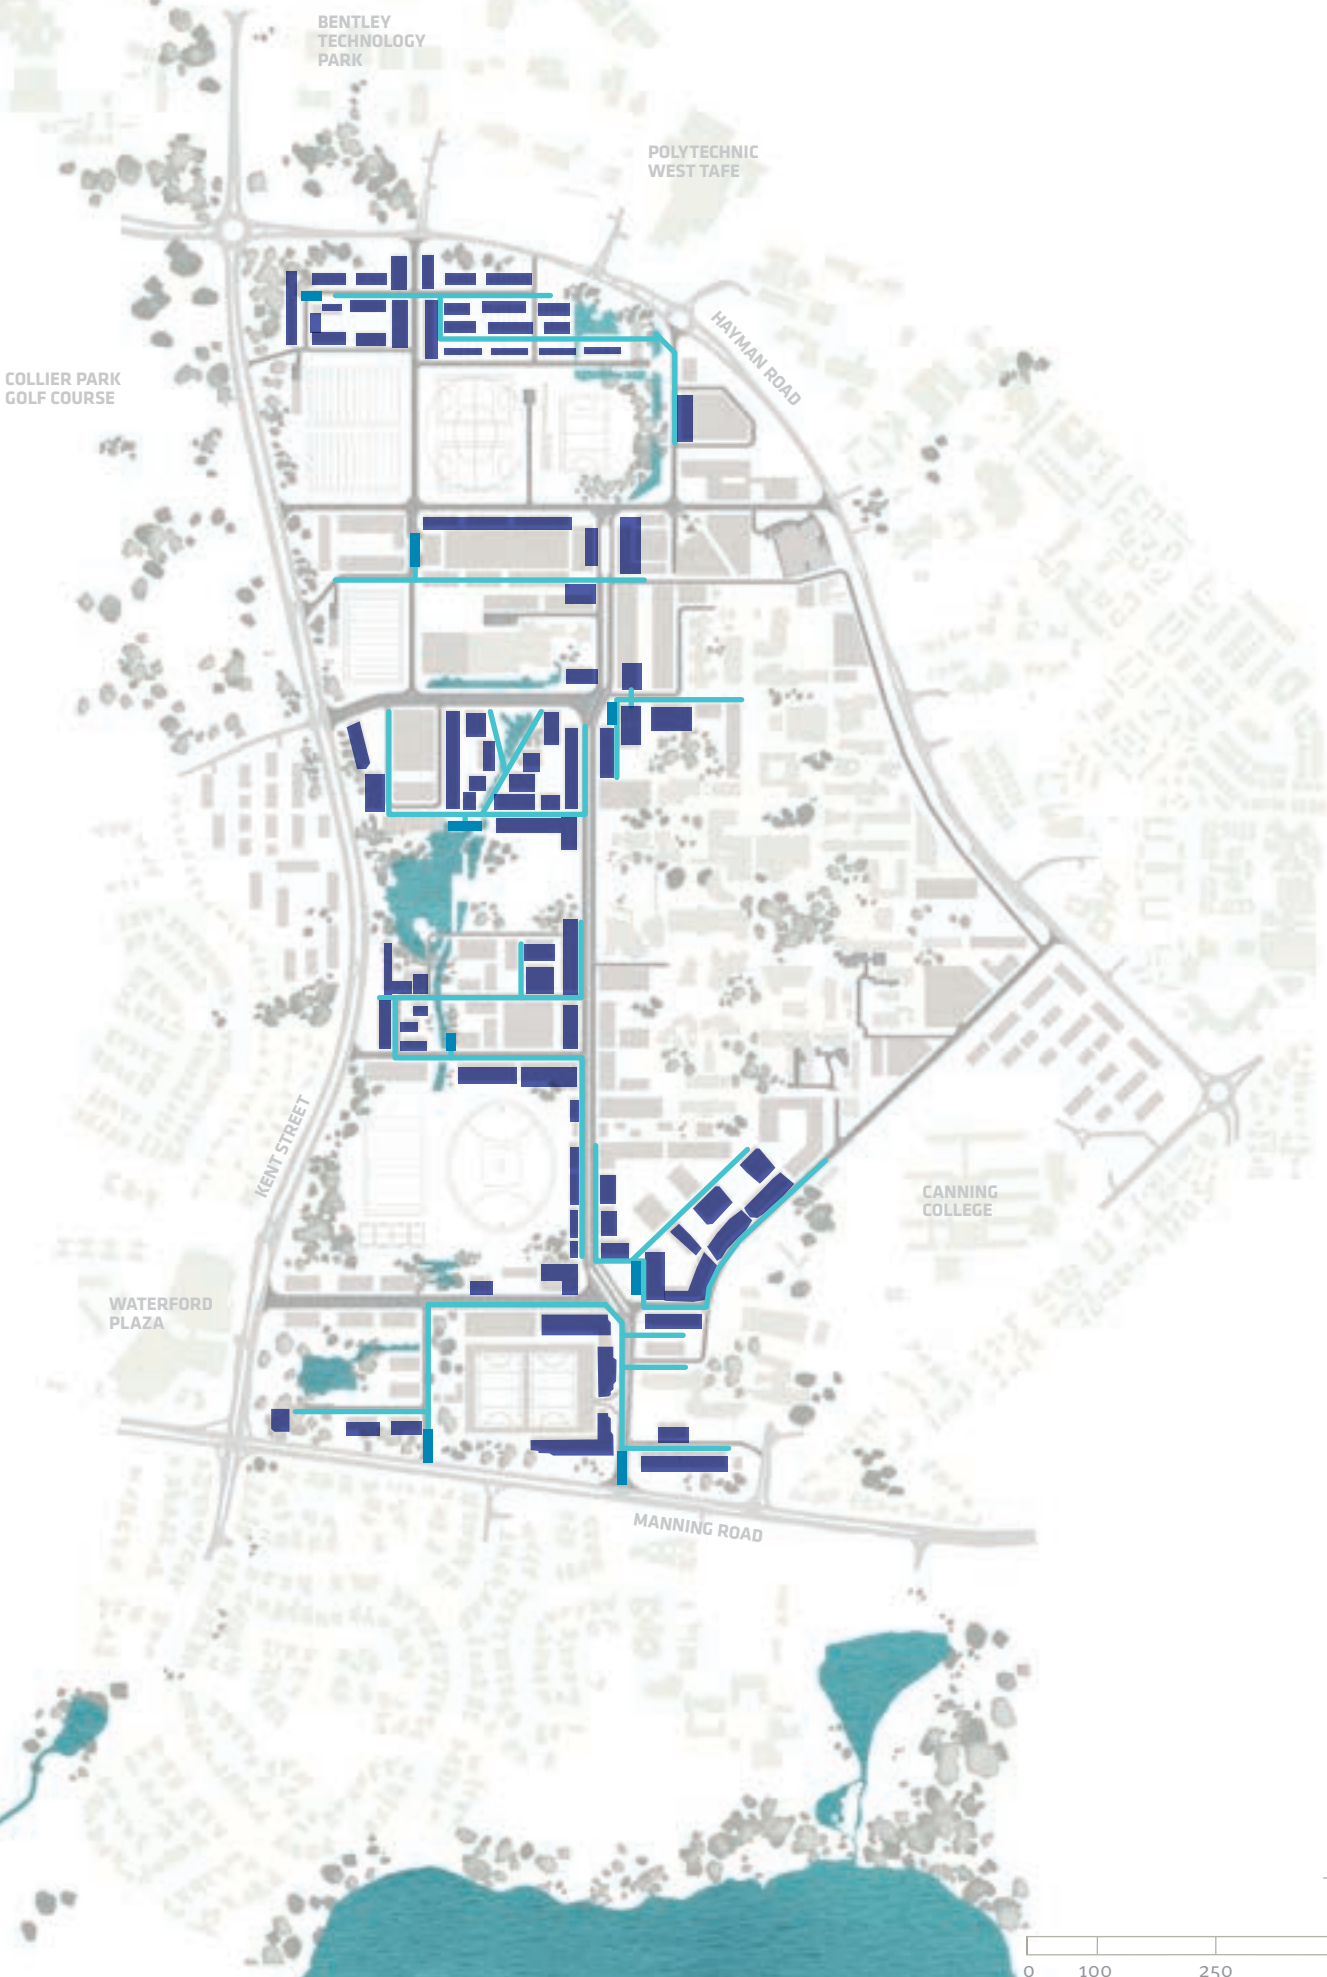 BENTLEY
TECHNOLOGY
PARK
POLYTECHNIC
WEST TAFE
HAYMAN ROAD
COLLIER PARK
GOLF COURSE
KENT STREET
CANNING
COLLEGE
WATERFORD
PLAZA
MANNING ROAD
0 100 250